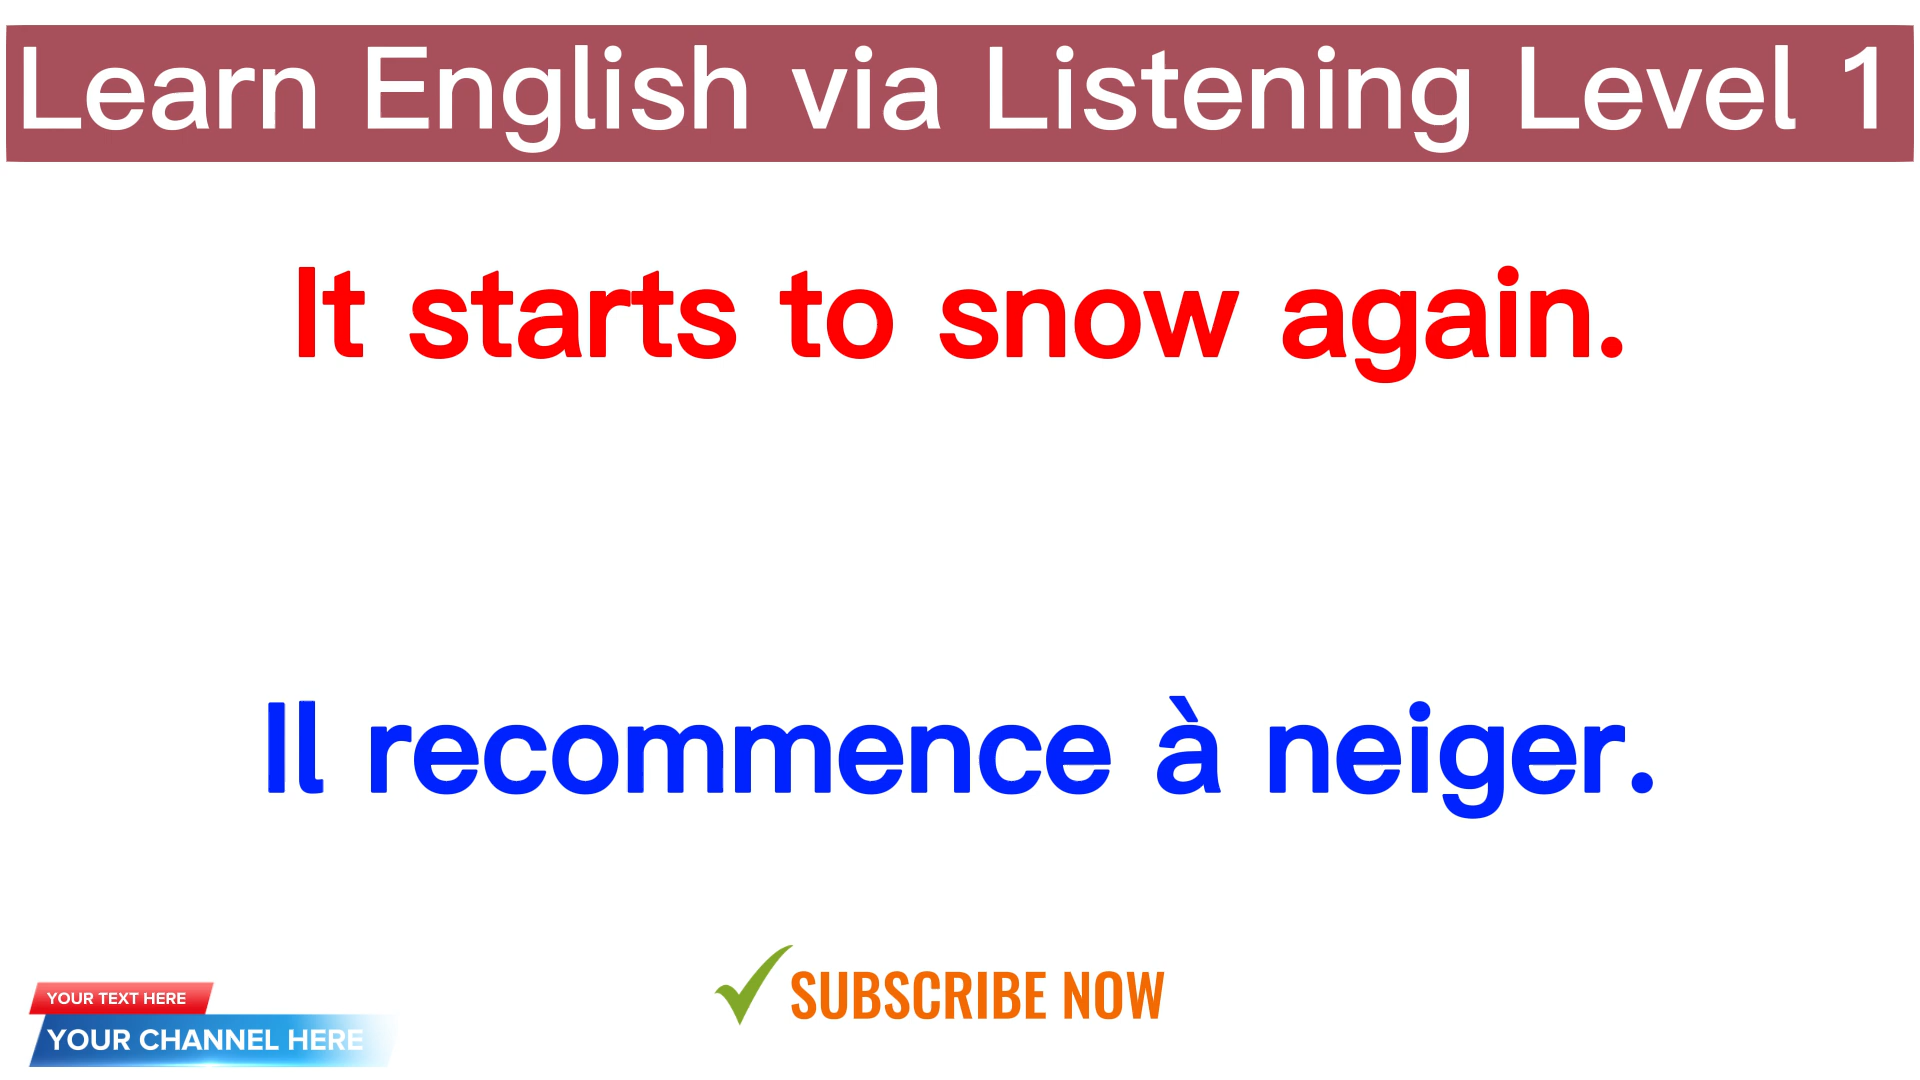 Learn English via Listening Level 1
It starts to snow again.
Il recommence à neiger.
SUBSCRIBE NOW
YOUR TEXT HERE
YOUR CHANNEL HERE